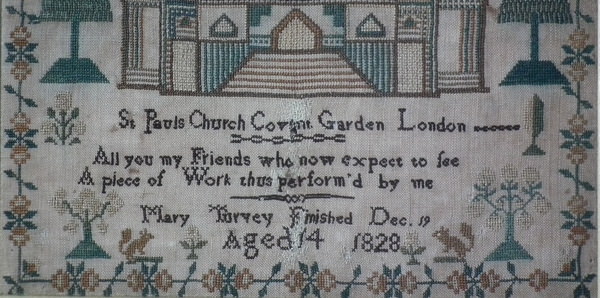 St Pauls Church Covent Garden London
All you my Friends who now expect to see
A piece of Work thus perform'd by me
Mary Turvey Finished Dec. 19
Aged 14 1828